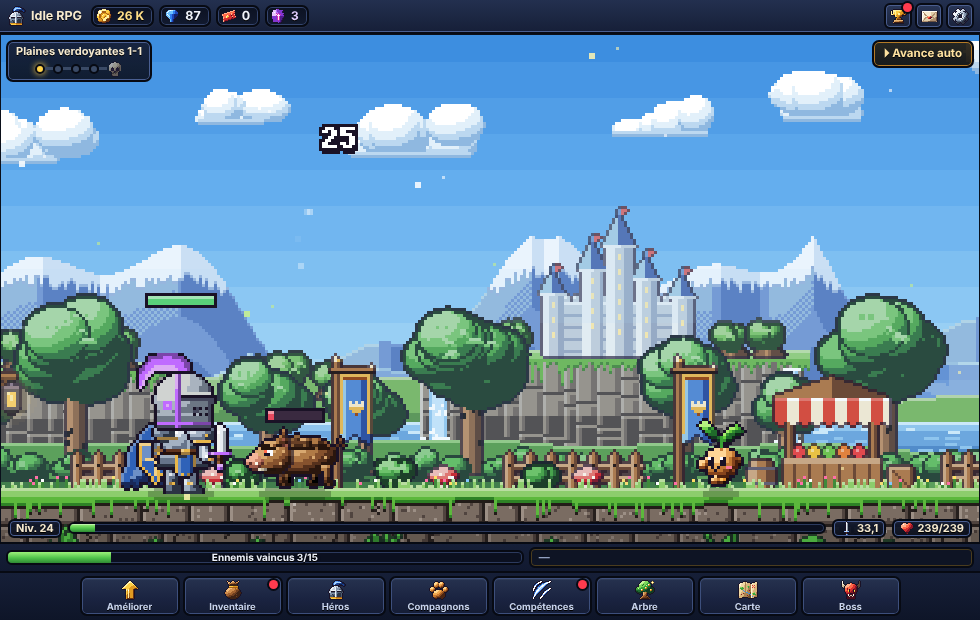 Idle RPG 26 K 87 0 3
Plaines verdoyantes 1-1
Avance auto
25
Niv. 24
33,1
239/239
Ennemis vaincus 3/15
—
Améliorer
Inventaire
Héros
Compagnons
Compétences
Arbre
Carte
Boss